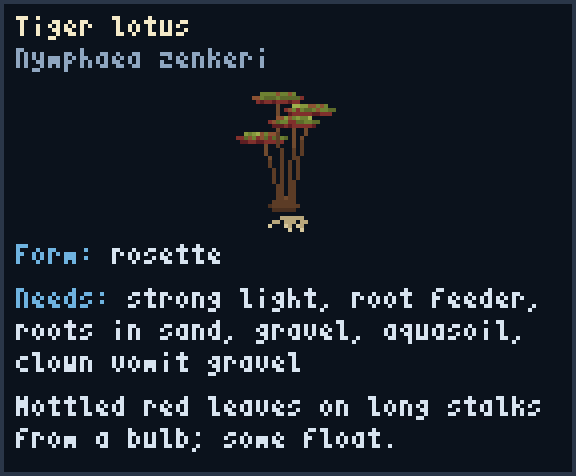 Tiger lotus
Nymphaea zenkeri
Form: rosette
Needs: strong light, root feeder,
roots in sand, gravel, aquasoil,
clown vomit gravel
Mottled red leaves on long stalks
from a bulb; some float.